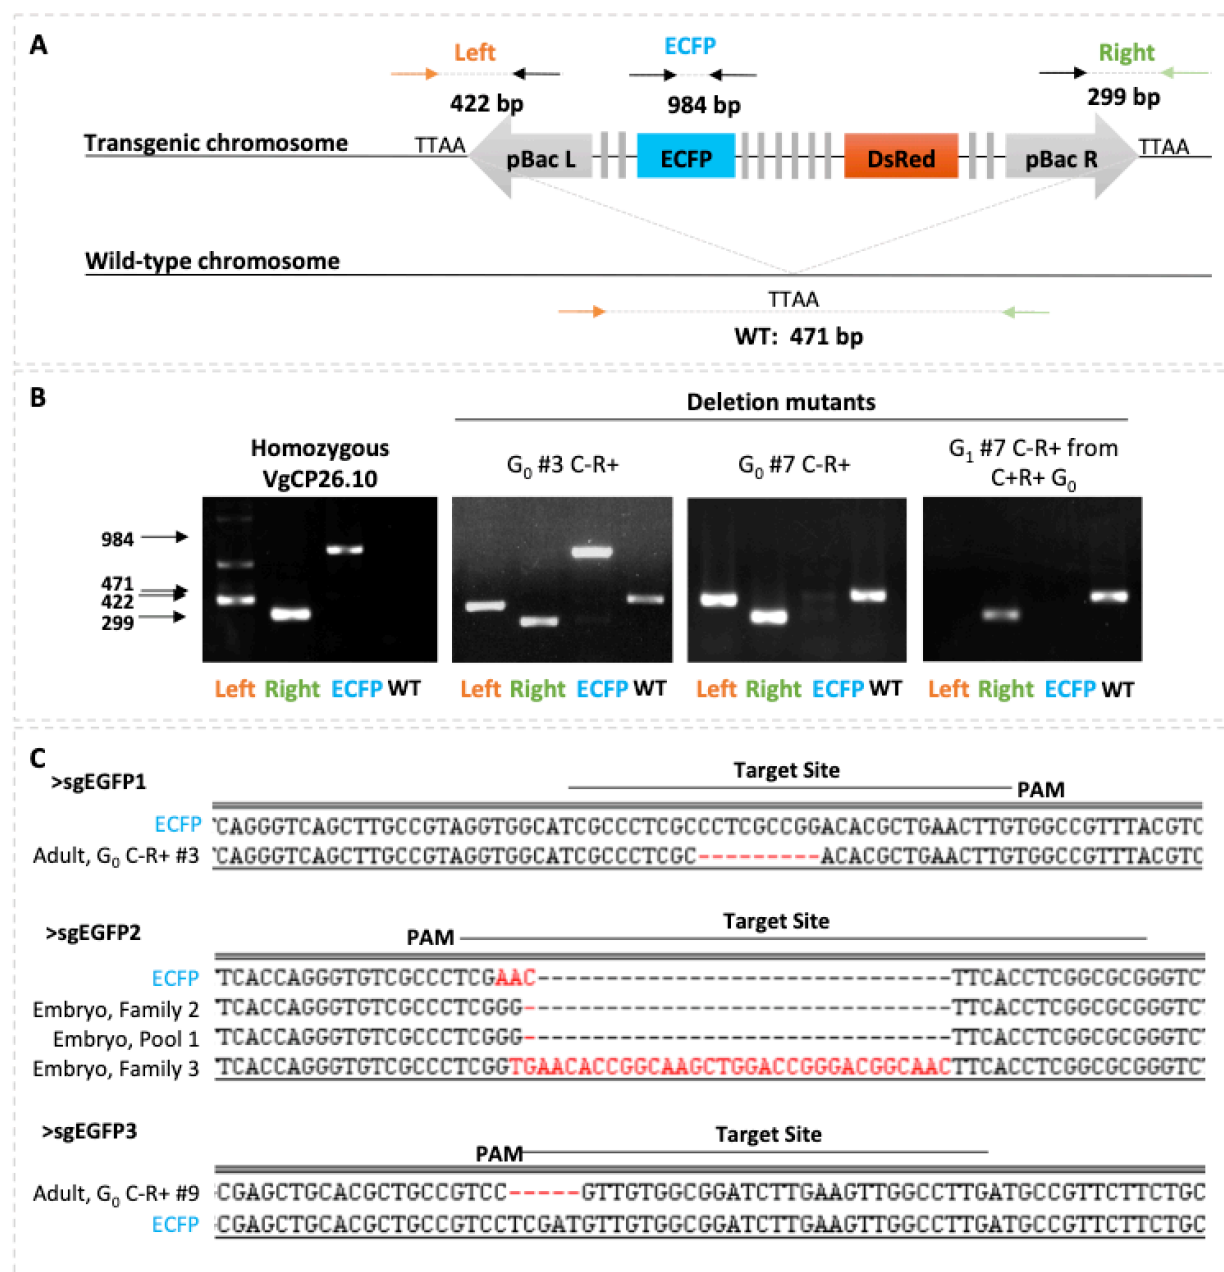 A
Left
ECFP
Right
422 bp
984 bp
299 bp
Transgenic chromosome
TTAA
pBac L
ECFP
DsRed
pBac R
TTAA
Wild-type chromosome
TTAA
WT: 471 bp
B
Deletion mutants
Homozygous
VgCP26.10
G0 #3 C-R+
G0 #7 C-R+
G1 #7 C-R+ from
C+R+ G0
984
471
422
299
Left Right ECFP WT
Left Right ECFP WT
Left Right ECFP WT
Left Right ECFP WT
C
>sgEGFP1
Target Site
PAM
ECFP CAGGGTCAGCTTGCCGTAGGTGGCATCGCCCTCGCCCTCGCCGGACACGCTGAACTTGTGGCCGTTTACGTC
Adult, G0 C-R+ #3 CAGGGTCAGCTTGCCGTAGGTGGCATCGCCCTCGC---------ACACGCTGAACTTGTGGCCGTTTACGTC
>sgEGFP2
Target Site
PAM
ECFP TCACCAGGGTGTCGCCCTCGAAC-----------------------------TTCACCTCGGCGCGGGTCT
Embryo, Family 2 TCACCAGGGTGTCGCCCTCGGG------------------------------TTCACCTCGGCGCGGGTCT
Embryo, Pool 1 TCACCAGGGTGTCGCCCTCGGG------------------------------TTCACCTCGGCGCGGGTCT
Embryo, Family 3 TCACCAGGGTGTCGCCCTCGGTGAACACCGGCAAGCTGGACCGGGACGGCAACTTCACCTCGGCGCGGGTCT
>sgEGFP3
Target Site
PAM
Adult, G0 C-R+ #9 CGAGCTGCACGCTGCCGTCC-----GTTGTGGCGGATCTTGAAGTTGGCCTTGATGCCGTTCTTCTGC
ECFP CGAGCTGCACGCTGCCGTCCTCGATGTTGTGGCGGATCTTGAAGTTGGCCTTGATGCCGTTCTTCTGC